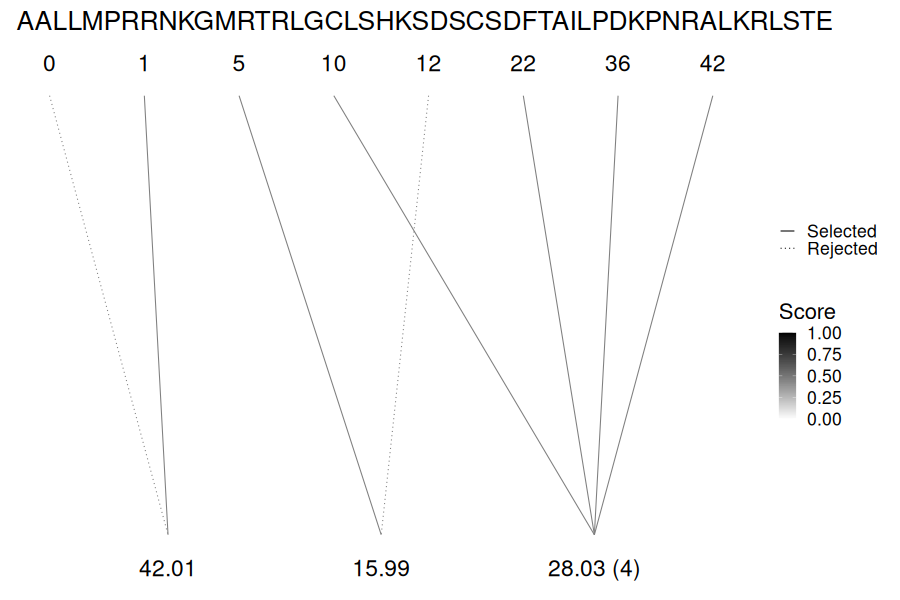 AALLMPRRNKGMRTRLGCLSHKSDSCSDFTAILPDKPNRALKRLSTE
0 1 5 10 12 22 36 42
Selected
Rejected
Score
1.00
0.75
0.50
0.25
0.00
42.01 15.99 28.03 (4)